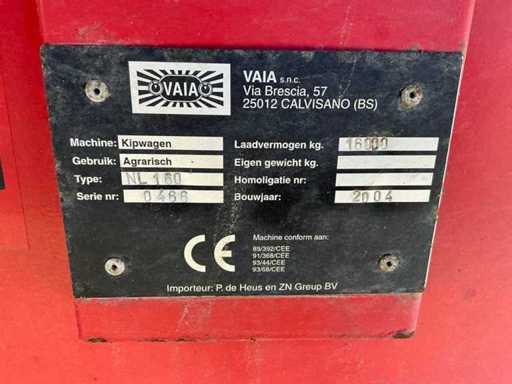 VAIA
VAIA s.n.c.
Via Brescia, 57
25012 CALVISANO (BS)
Machine: Kipwagen Laadvermogen kg. 16000
Gebruik: Agrarisch Eigen gewicht kg.
Type: NL 160 Homoligatie nr:
Serie nr: 0466 Bouwjaar: 2004
CE
Machine conform aan:
89/392/CEE
91/368/CEE
93/44/CEE
93/68/CEE
Importeur: P. de Heus en ZN Greup BV